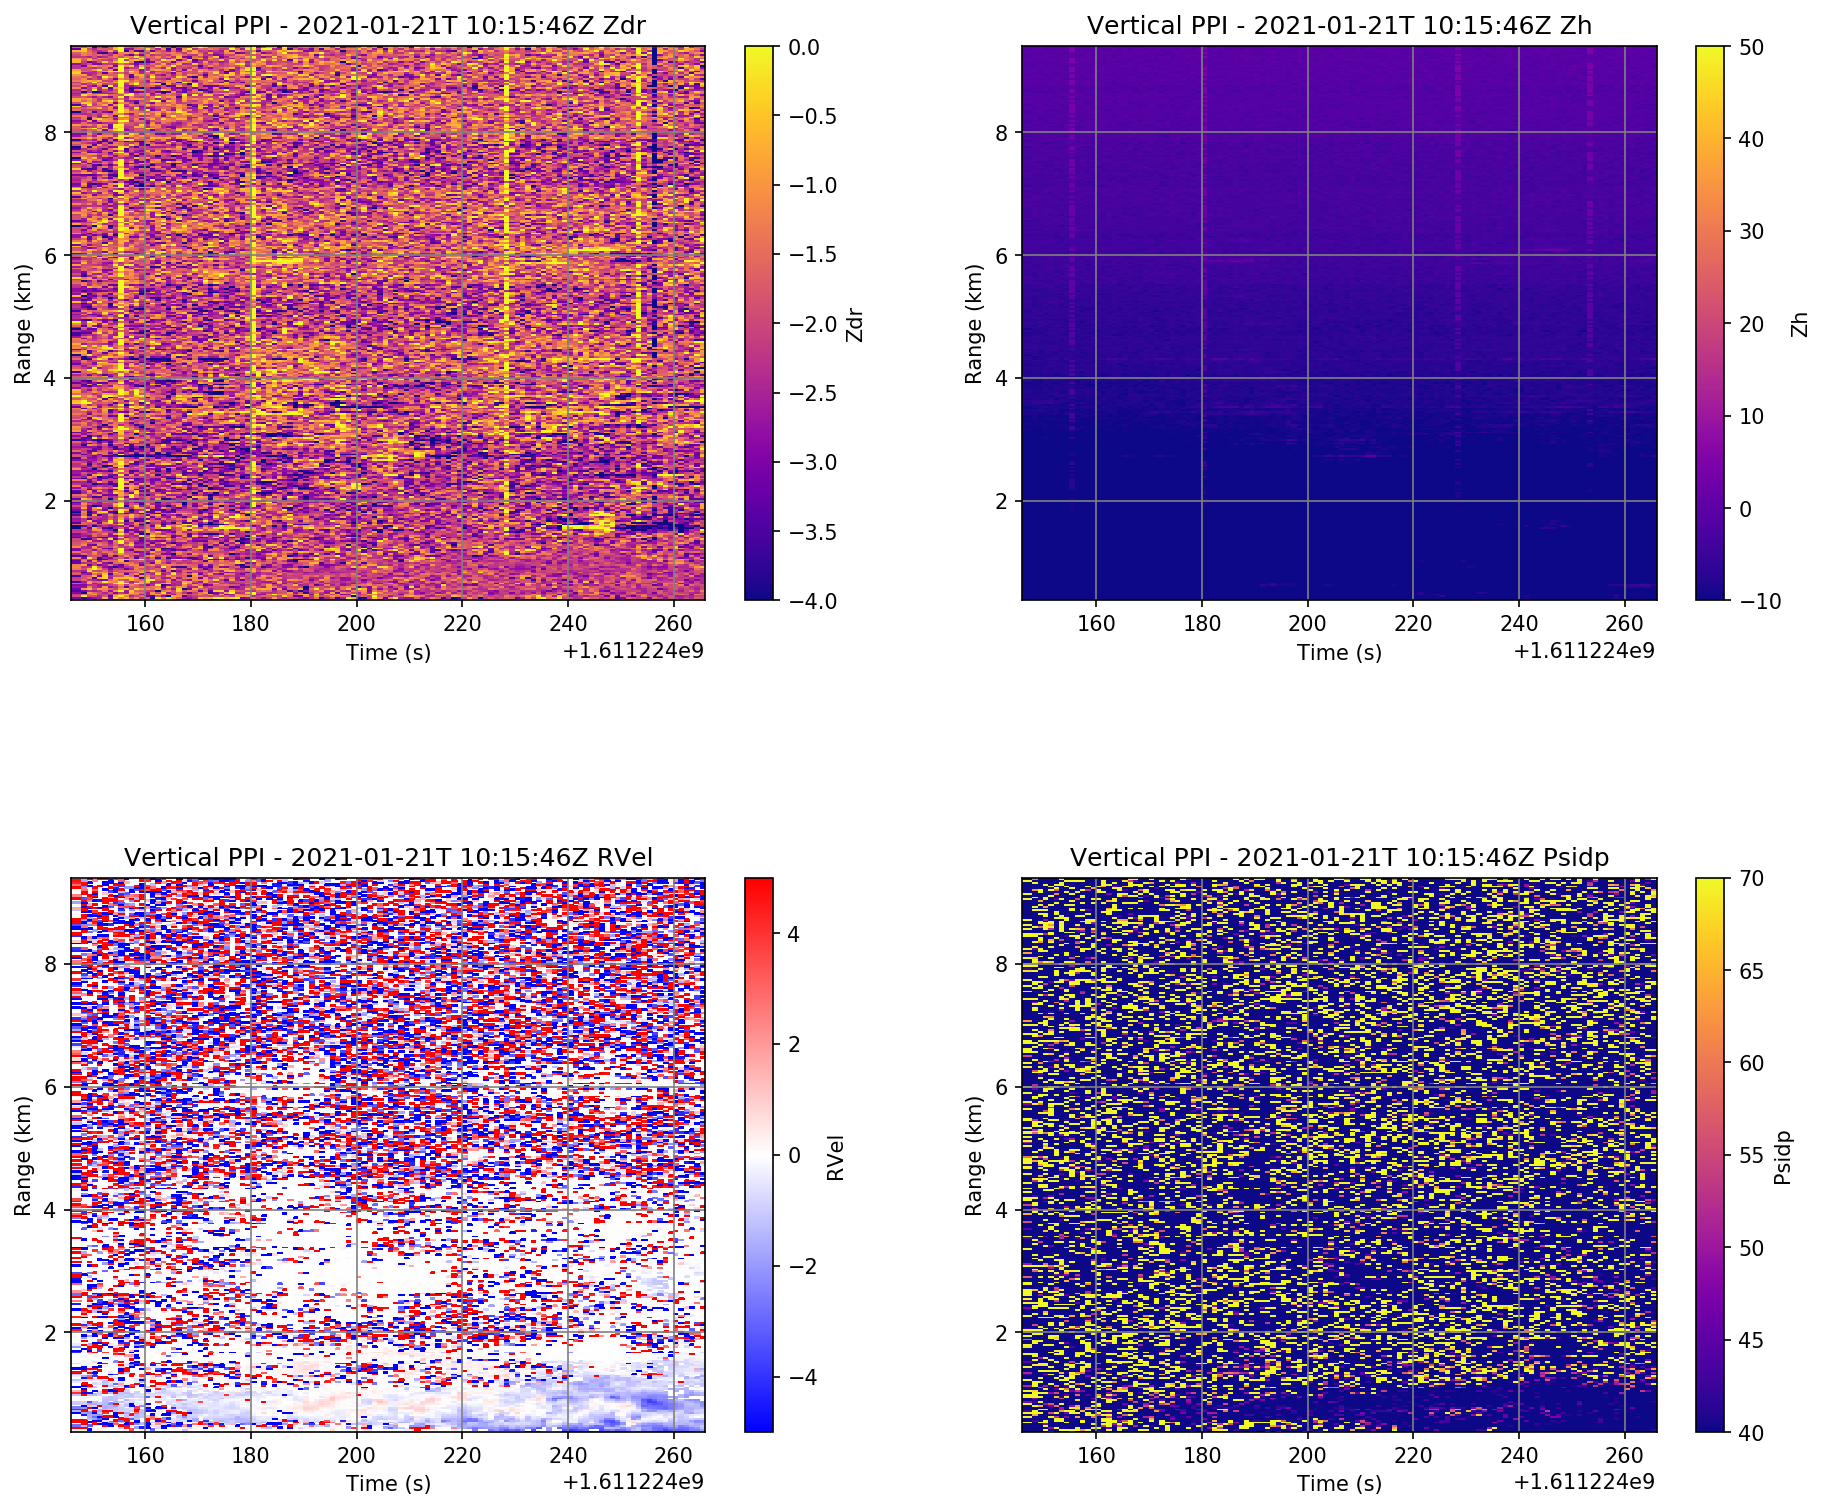 Vertical PPI - 2021-01-21T 10:15:46Z Zdr
Range (km)
8
6
4
2
160 180 200 220 240 260
Time (s)
+1.611224e9
0.0
−0.5
−1.0
−1.5
−2.0
−2.5
−3.0
−3.5
−4.0
Zdr
Vertical PPI - 2021-01-21T 10:15:46Z Zh
Range (km)
8
6
4
2
160 180 200 220 240 260
Time (s)
+1.611224e9
50
40
30
20
10
0
−10
Zh
Vertical PPI - 2021-01-21T 10:15:46Z RVel
Range (km)
8
6
4
2
160 180 200 220 240 260
Time (s)
+1.611224e9
4
2
0
−2
−4
RVel
Vertical PPI - 2021-01-21T 10:15:46Z Psidp
Range (km)
8
6
4
2
160 180 200 220 240 260
Time (s)
+1.611224e9
70
65
60
55
50
45
40
Psidp